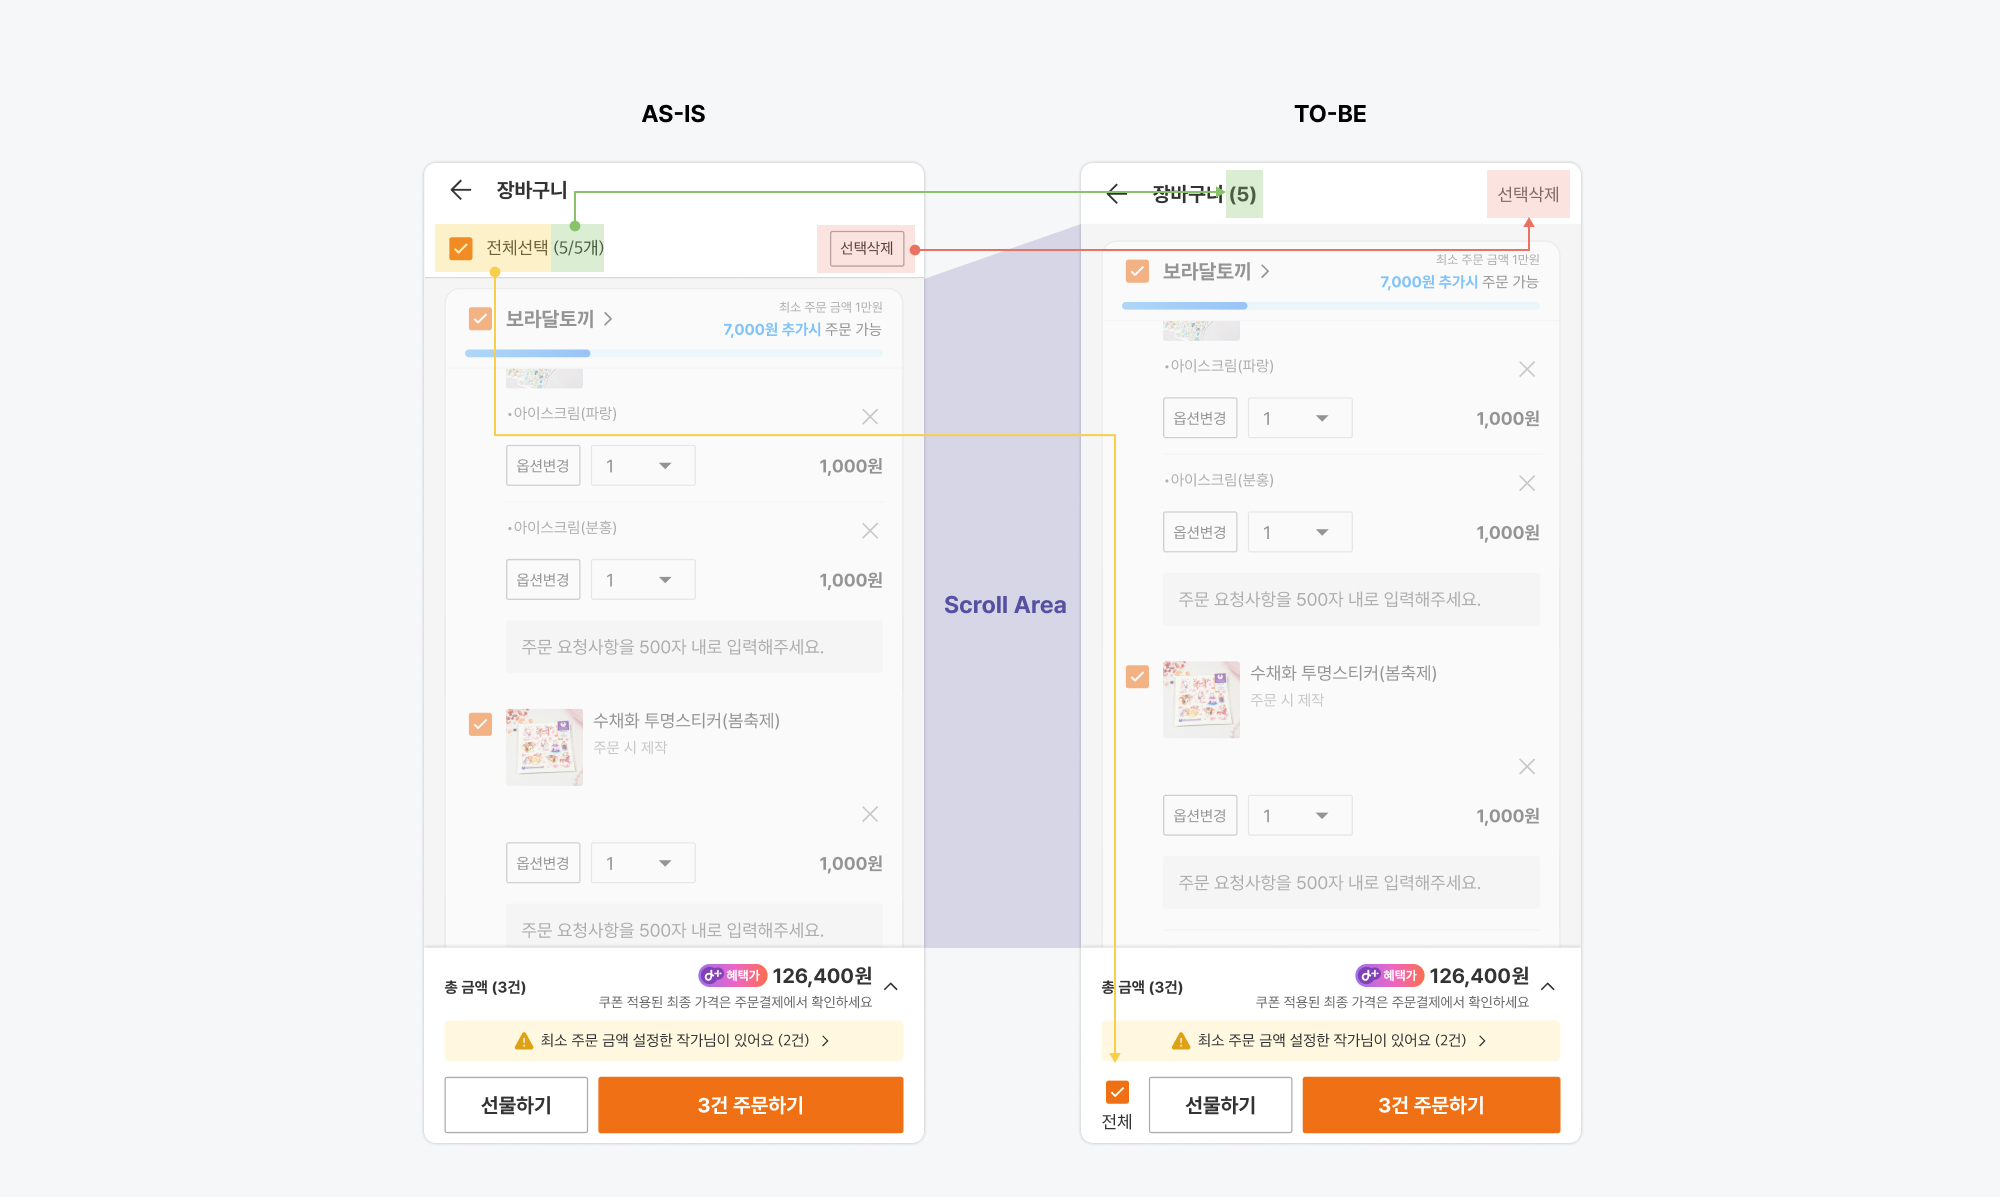 AS-IS
장바구니
전체선택 (5/5개)
선택삭제
보라달토끼
최소 주문 금액 1만원
7,000원 추가시 주문 가능
•아이스크림(파랑)
옵션변경
1
1,000원
•아이스크림(분홍)
옵션변경
1
1,000원
주문 요청사항을 500자 내로 입력해주세요.
수채화 투명스티커(봄축제)
주문 시 제작
옵션변경
1
1,000원
주문 요청사항을 500자 내로 입력해주세요.
총 금액 (3건)
d+ 혜택가 126,400원
쿠폰 적용된 최종 가격은 주문결제에서 확인하세요
최소 주문 금액 설정한 작가님이 있어요 (2건)
선물하기
3건 주문하기
Scroll Area
TO-BE
장바구니 (5)
선택삭제
보라달토끼
최소 주문 금액 1만원
7,000원 추가시 주문 가능
•아이스크림(파랑)
옵션변경
1
1,000원
•아이스크림(분홍)
옵션변경
1
1,000원
주문 요청사항을 500자 내로 입력해주세요.
수채화 투명스티커(봄축제)
주문 시 제작
옵션변경
1
1,000원
주문 요청사항을 500자 내로 입력해주세요.
총 금액 (3건)
d+ 혜택가 126,400원
쿠폰 적용된 최종 가격은 주문결제에서 확인하세요
최소 주문 금액 설정한 작가님이 있어요 (2건)
전체
선물하기
3건 주문하기